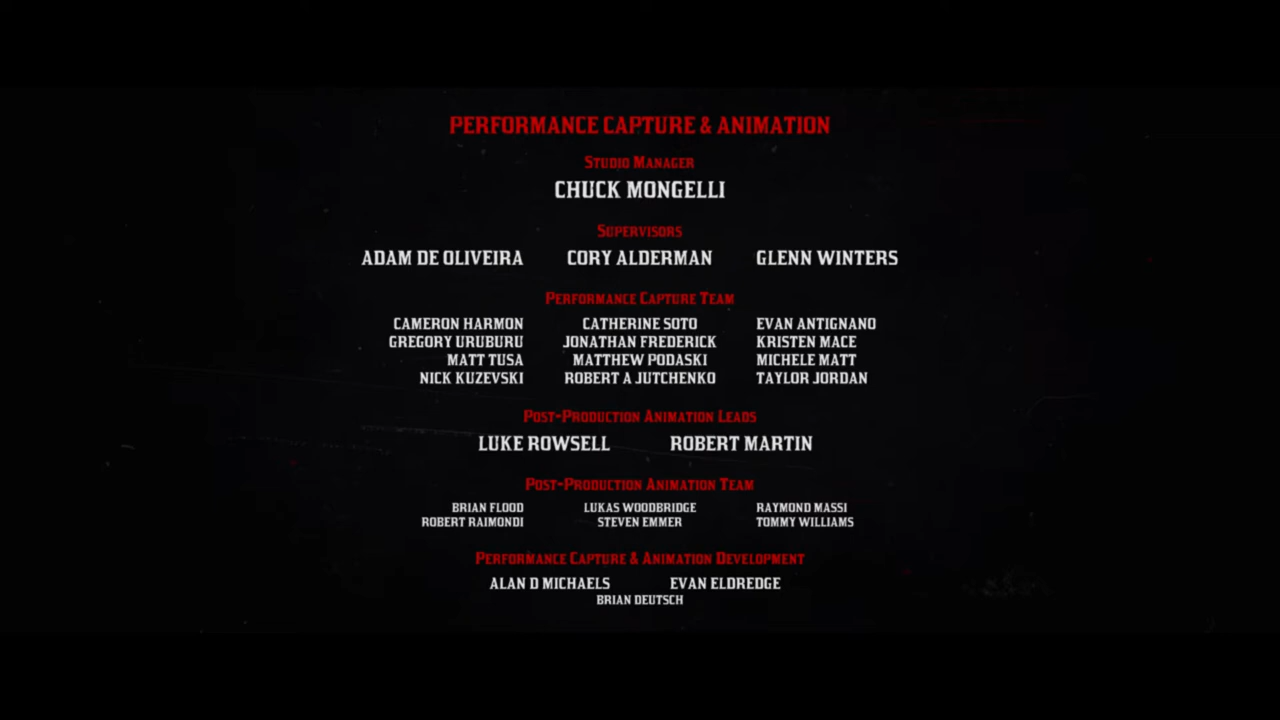 PERFORMANCE CAPTURE & ANIMATION
STUDIO MANAGER
CHUCK MONGELLI
SUPERVISORS
ADAM DE OLIVEIRA CORY ALDERMAN GLENN WINTERS
PERFORMANCE CAPTURE TEAM
CAMERON HARMON CATHERINE SOTO EVAN ANTIGNANO
GREGORY URUBURU JONATHAN FREDERICK KRISTEN MACE
MATT TUSA MATTHEW PODASKI MICHELE MATT
NICK KUZEVSKI ROBERT A JUTCHENKO TAYLOR JORDAN
POST-PRODUCTION ANIMATION LEADS
LUKE ROWSELL ROBERT MARTIN
POST-PRODUCTION ANIMATION TEAM
BRIAN FLOOD LUKAS WOODBRIDGE RAYMOND MASSI
ROBERT RAIMONDI STEVEN EMMER TOMMY WILLIAMS
PERFORMANCE CAPTURE & ANIMATION DEVELOPMENT
ALAN D MICHAELS EVAN ELDREDGE
BRIAN DEUTSCH